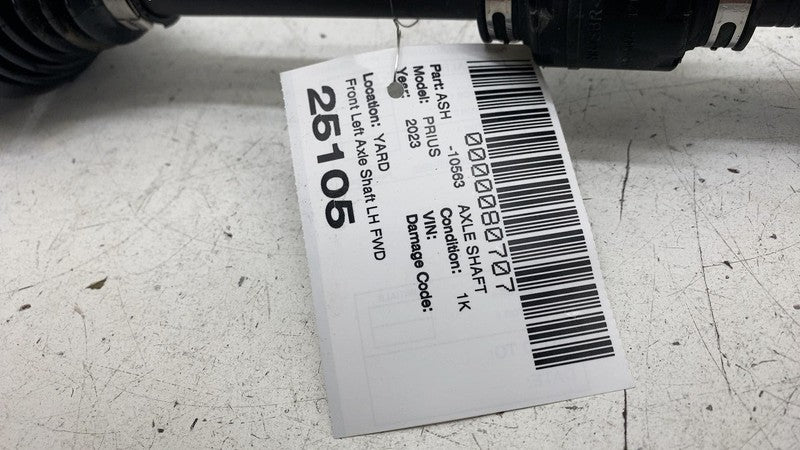 0000080707
Part: ASH -10563 AXLE SHAFT
Model: PRIUS Condition: 1K
Year: 2023 VIN:
Damage Code:
Location: YARD
Front Left Axle Shaft LH FWD
25105